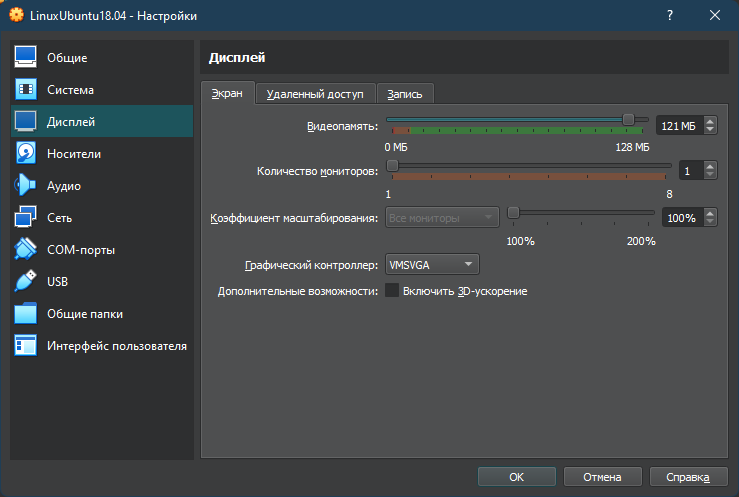 LinuxUbuntu18.04 - Настройки
?
Общие
Система
Дисплей
Носители
Аудио
Сеть
COM-порты
USB
Общие папки
Интерфейс пользователя
Дисплей
Экран Удаленный доступ Запись
Видеопамять: 121 МБ
0 МБ 128 МБ
Количество мониторов: 1
1 8
Коэффициент масштабирования: Все мониторы 100%
100% 200%
Графический контроллер: VMSVGA
Дополнительные возможности: Включить 3D-ускорение
OK Отмена Справка